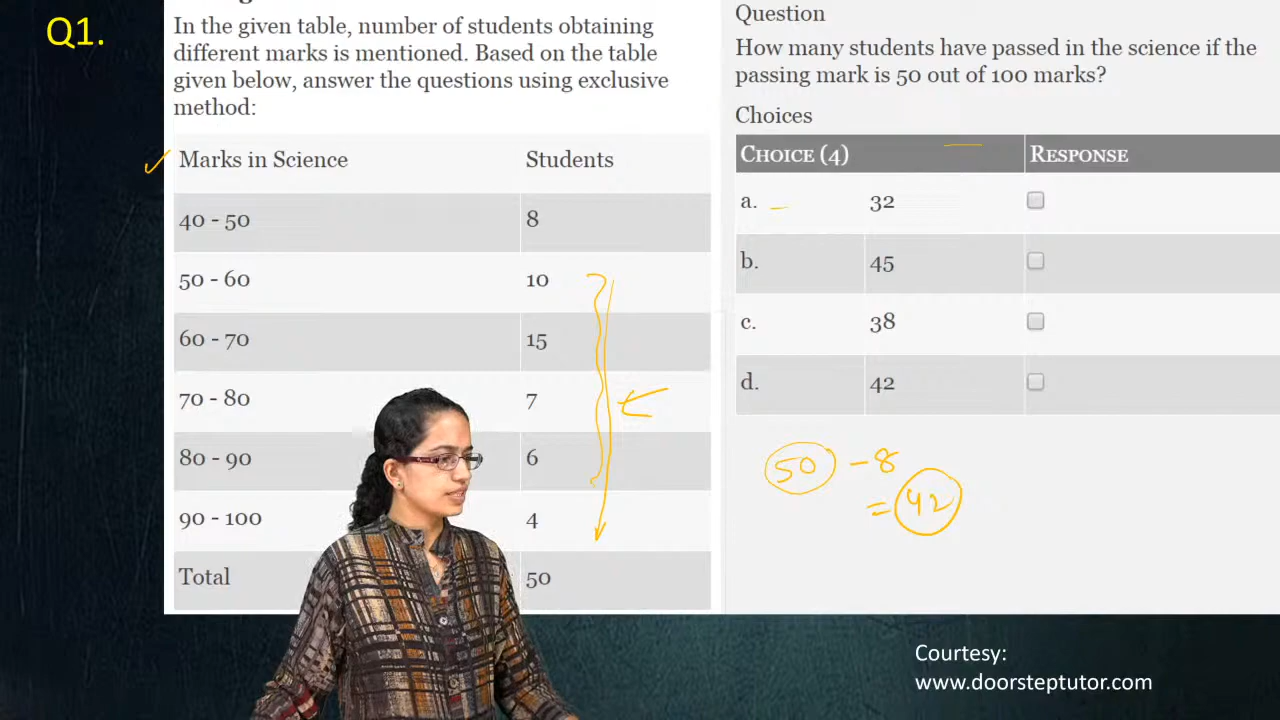 Q1.
In the given table, number of students obtaining
different marks is mentioned. Based on the table
given below, answer the questions using exclusive
method:
Marks in Science Students
40 - 50 8
50 - 60 10
60 - 70 15
70 - 80 7
80 - 90 6
90 - 100 4
Total 50
Question
How many students have passed in the science if the
passing mark is 50 out of 100 marks?
Choices
CHOICE (4) RESPONSE
a. 32
b. 45
c. 38
d. 42
50 - 8
= 42
Courtesy:
www.doorsteptutor.com